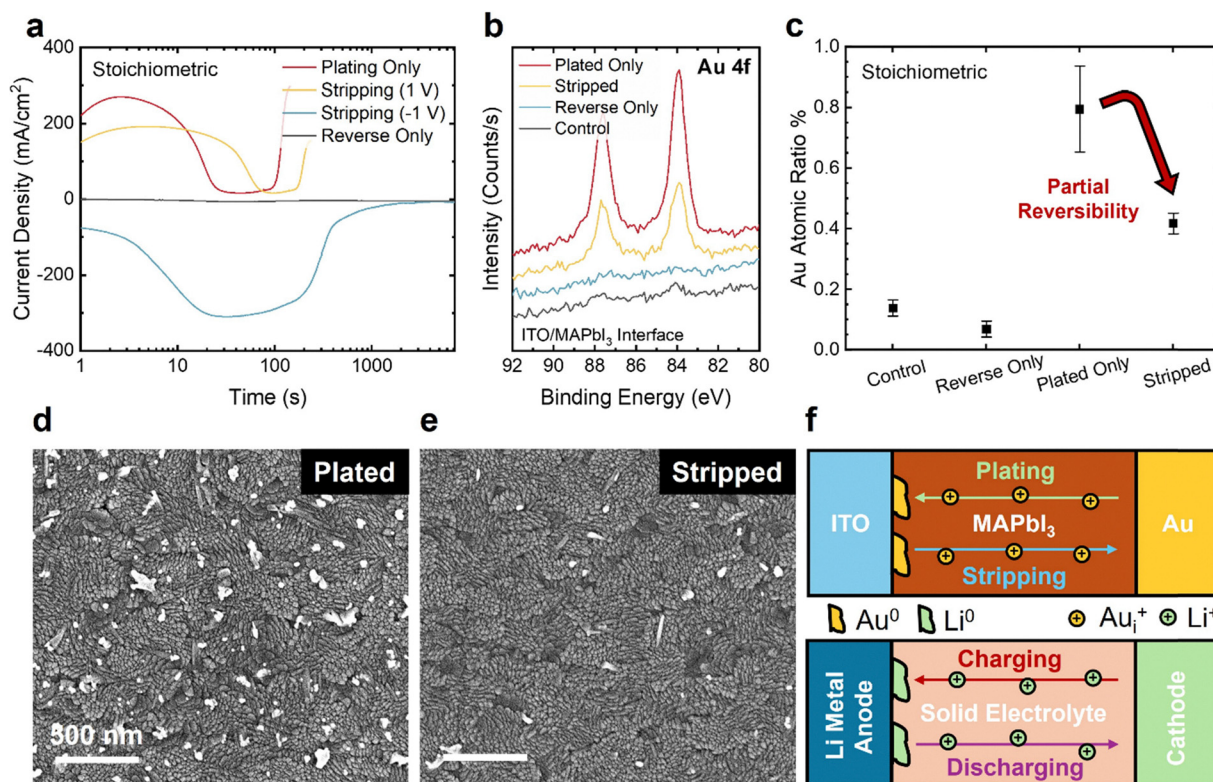 a
Stoichiometric
Plating Only
Stripping (1 V)
Stripping (-1 V)
Reverse Only
400
200
0
-200
-400
Current Density (mA/cm²)
1
10
100
1000
Time (s)
b
Au 4f
Plated Only
Stripped
Reverse Only
Control
Intensity (Counts/s)
ITO/MAPbI₃ Interface
92
90
88
86
84
82
80
Binding Energy (eV)
c
Stoichiometric
1.0
0.8
0.6
0.4
0.2
0.0
Au Atomic Ratio %
Partial
Reversibility
Control
Reverse Only
Plated Only
Stripped
d
Plated
300 nm
e
Stripped
f
Plating
ITO
MAPbI₃
Au
Stripping
Au⁰
Li⁰
Auᵢ⁺
Li⁺
Li Metal
Anode
Charging
Solid Electrolyte
Discharging
Cathode